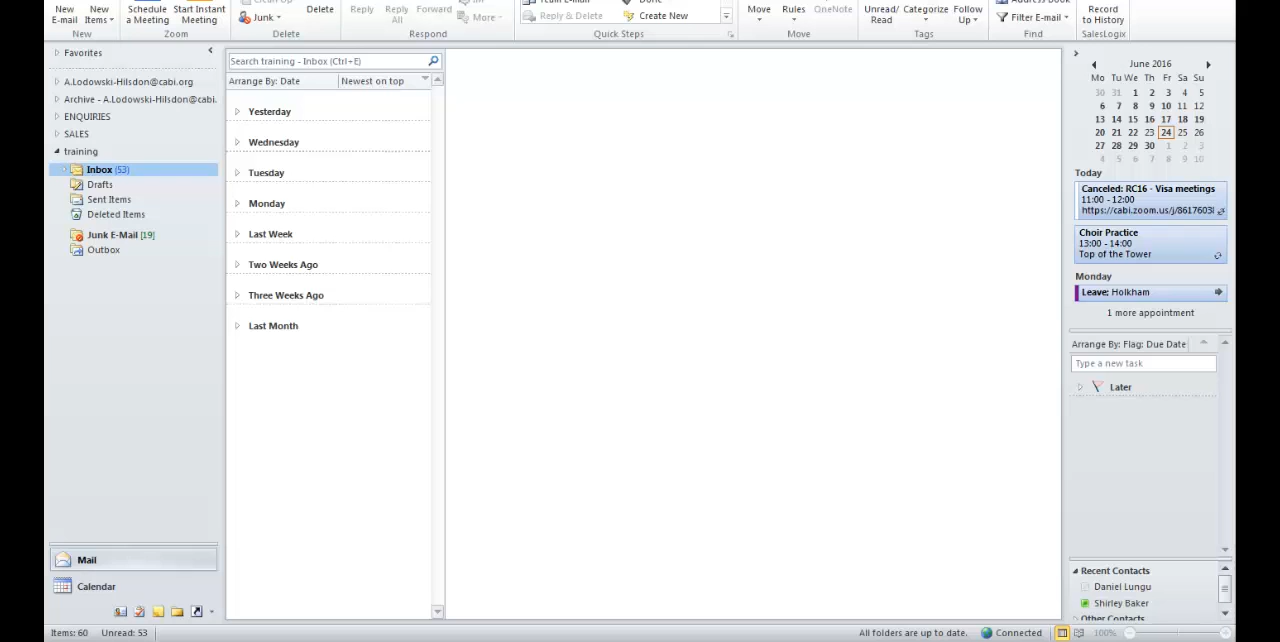 New E-mail
New Items
New
Schedule a Meeting
Start Instant Meeting
Zoom
Junk
Delete
Delete
Reply
Reply All
Forward
More
Respond
Reply & Delete
Create New
Quick Steps
Move
Rules
OneNote
Move
Unread/ Read
Categorize
Follow Up
Tags
Filter E-mail
Find
Record to History
SalesLogix
Favorites
A.Lodowski-Hilsdon@cabi.org
Archive - A.Lodowski-Hilsdon@cabi.
ENQUIRIES
SALES
training
Inbox (53)
Drafts
Sent Items
Deleted Items
Junk E-Mail [19]
Outbox
Mail
Calendar
Search training - Inbox (Ctrl+E)
Arrange By: Date Newest on top
Yesterday
Wednesday
Tuesday
Monday
Last Week
Two Weeks Ago
Three Weeks Ago
Last Month
June 2016
Mo Tu We Th Fr Sa Su
30 31 1 2 3 4 5
6 7 8 9 10 11 12
13 14 15 16 17 18 19
20 21 22 23 24 25 26
27 28 29 30 1 2 3
4 5 6 7 8 9 10
Today
Canceled: RC16 - Visa meetings
11:00 - 12:00
https://cabi.zoom.us/j/8617603
Choir Practice
13:00 - 14:00
Top of the Tower
Monday
Leave; Holkham
1 more appointment
Arrange By: Flag: Due Date
Type a new task
Later
Recent Contacts
Daniel Lungu
Shirley Baker
Other Contacts
Items: 60 Unread: 53
All folders are up to date. Connected 100%